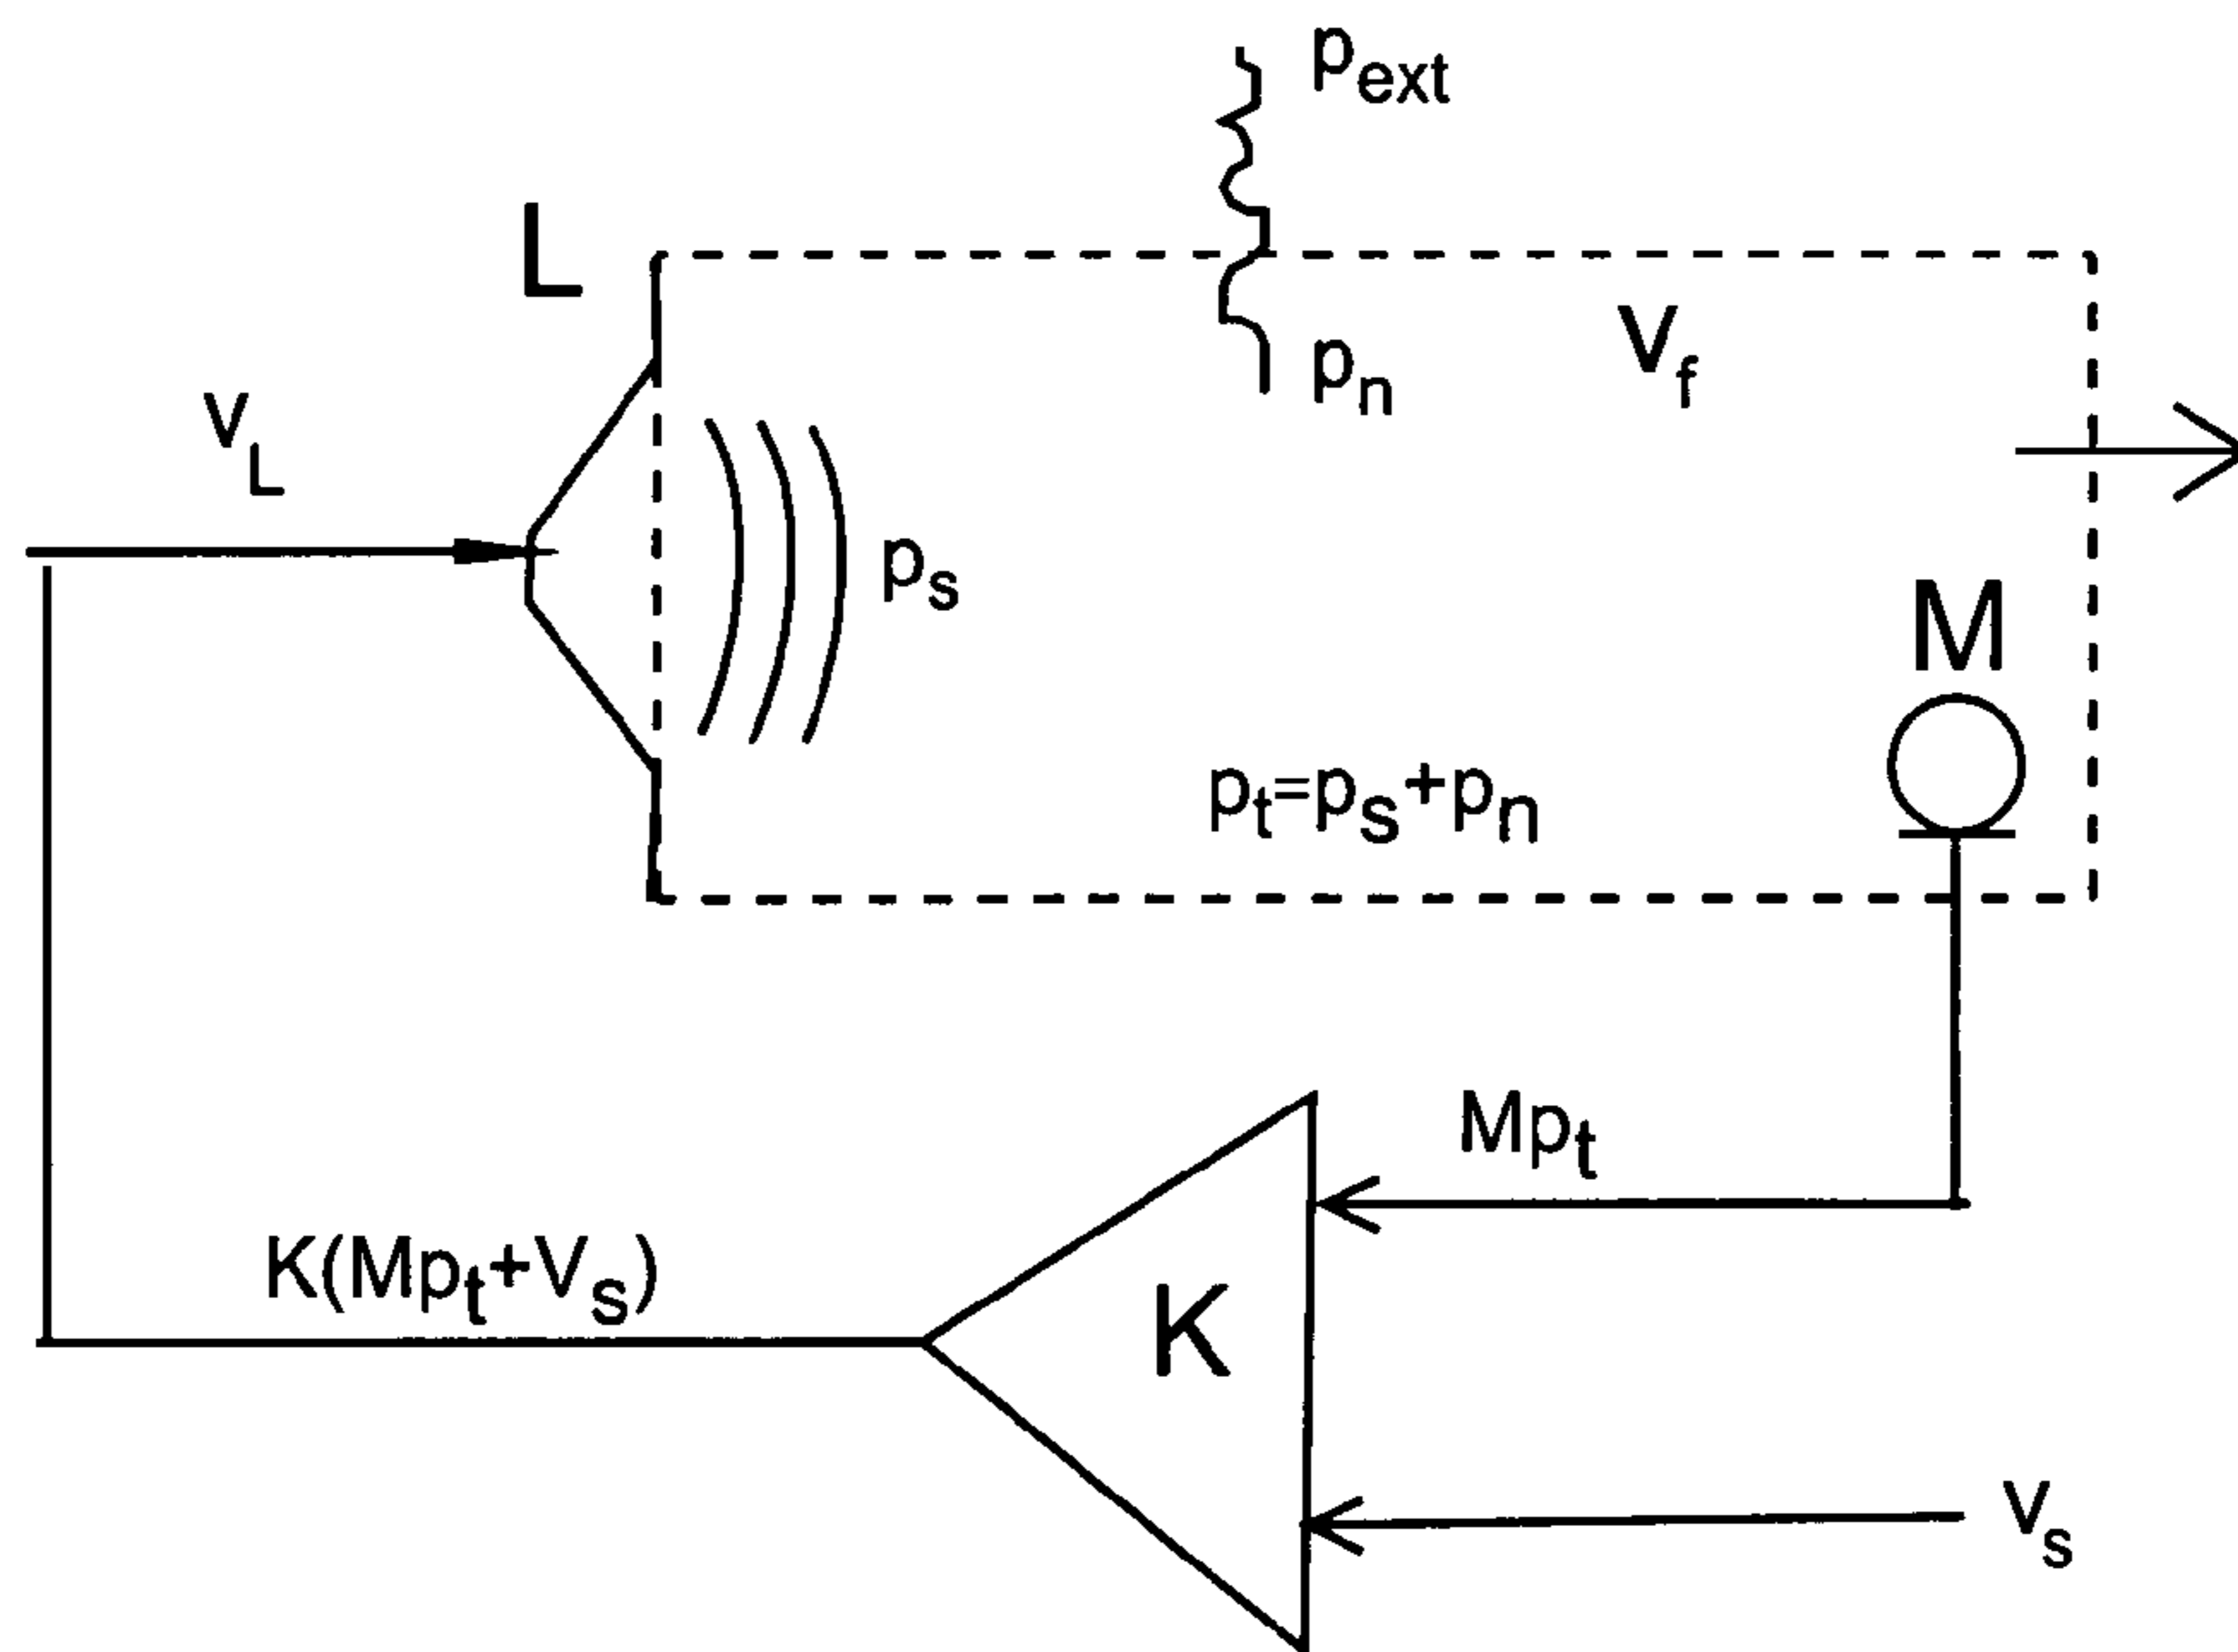 p_ext
L
V_f
p_n
v_L
p_s
M
p_t=p_s+p_n
Mp_t
K(Mp_t+V_s)
K
v_s